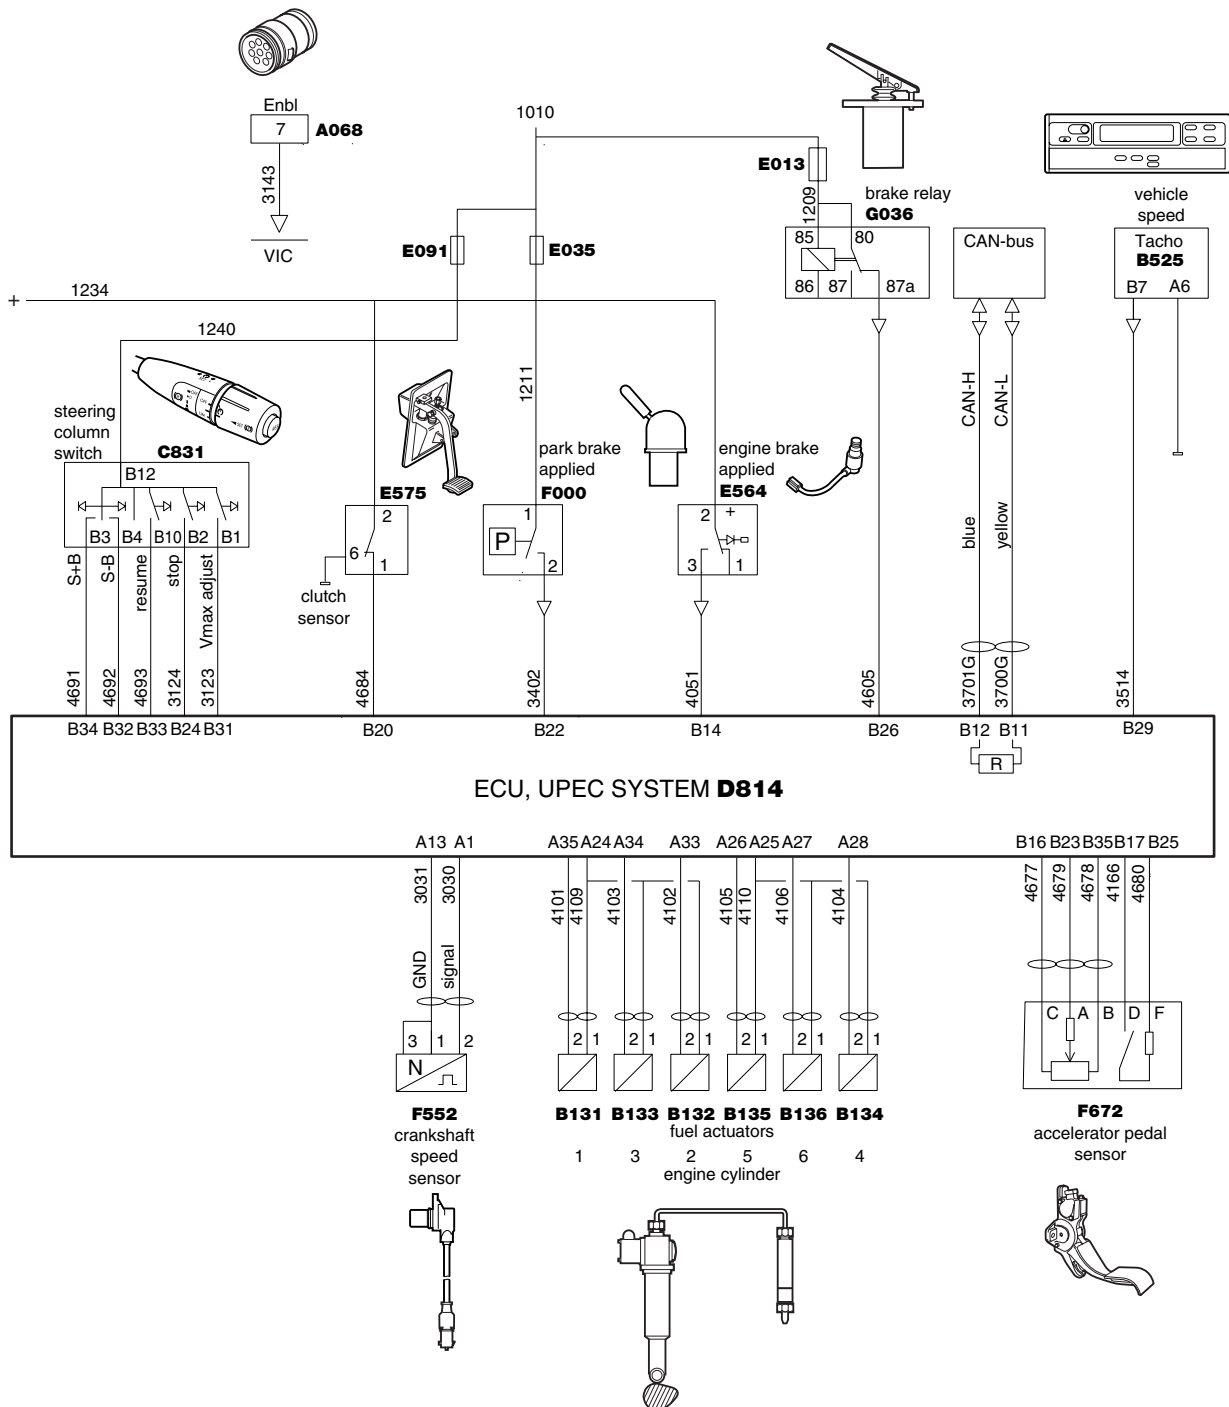 Enbl
7 A068
3143
VIC
1010
E013
1209
brake relay
G036
85 80
86 87 87a
CAN-bus
vehicle
speed
Tacho
B525
B7 A6
E091
E035
+ 1234
1240
1211
CAN-H
CAN-L
steering
column
switch
C831
B12
B3 B4 B10 B2 B1
S+B
S-B
resume
stop
Vmax adjust
E575
2
6
1
clutch
sensor
park brake
applied
F000
1
P
2
engine brake
applied
E564
2 +
3 1
blue
yellow
4691
4692
4693
3124
3123
4684
3402
4051
4605
3701G
3700G
3514
B34 B32 B33 B24 B31 B20 B22 B14 B26 B12 B11 B29
R
ECU, UPEC SYSTEM D814
A13 A1 A35 A24 A34 A33 A26 A25 A27 A28 B16 B23 B35 B17 B25
3031
3030
4101
4109
4103
4102
4105
4110
4106
4104
4677
4679
4678
4166
4680
GND
signal
3 1 2
N
2 1 2 1 2 1 2 1 2 1 2 1
C A B D F
F552
crankshaft
speed
sensor
B131 B133 B132 B135 B136 B134
fuel actuators
1 3 2 5 6 4
engine cylinder
F672
accelerator pedal
sensor